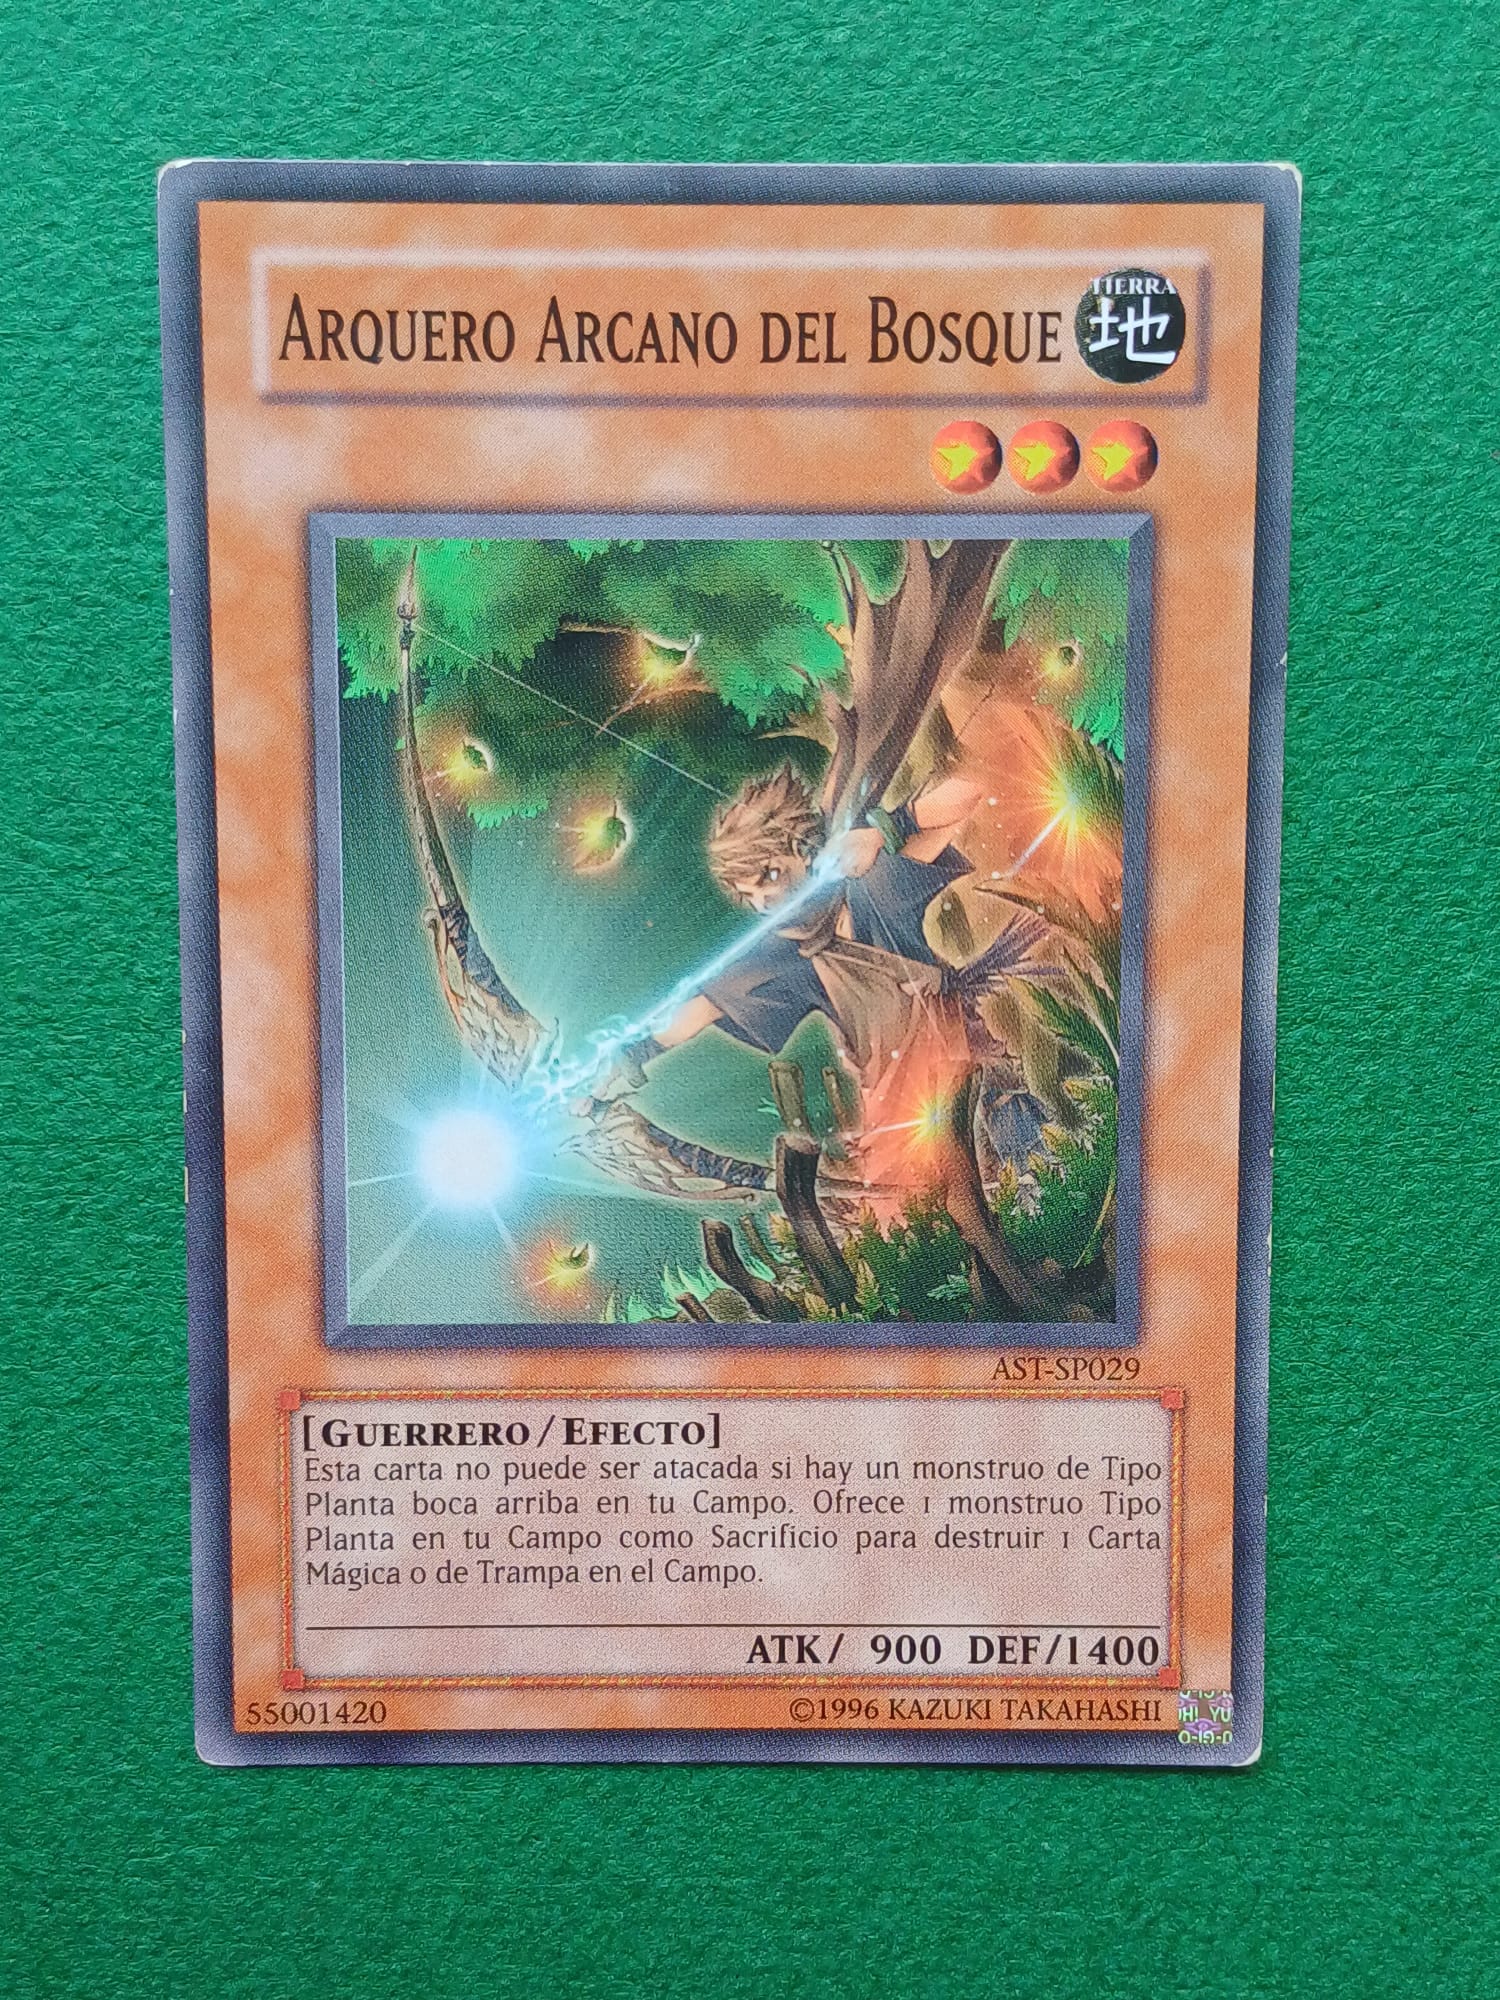 ARQUERO ARCANO DEL BOSQUE
TIERRA
地
AST-SP029
[GUERRERO/EFECTO]
Esta carta no puede ser atacada si hay un monstruo de Tipo
Planta boca arriba en tu Campo. Ofrece 1 monstruo Tipo
Planta en tu Campo como Sacrificio para destruir 1 Carta
Mágica o de Trampa en el Campo.
ATK/ 900 DEF/1400
55001420
©1996 KAZUKI TAKAHASHI